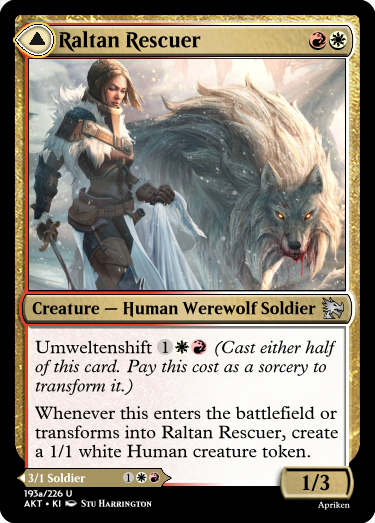 Raltan Rescuer
Creature — Human Werewolf Soldier
Umweltenshift 1 (Cast either half
of this card. Pay this cost as a sorcery to
transform it.)
Whenever this enters the battlefield or
transforms into Raltan Rescuer, create
a 1/1 white Human creature token.
3/1 Soldier 1
1/3
193a/226 U
AKT • KI Stu Harrington
Apriken